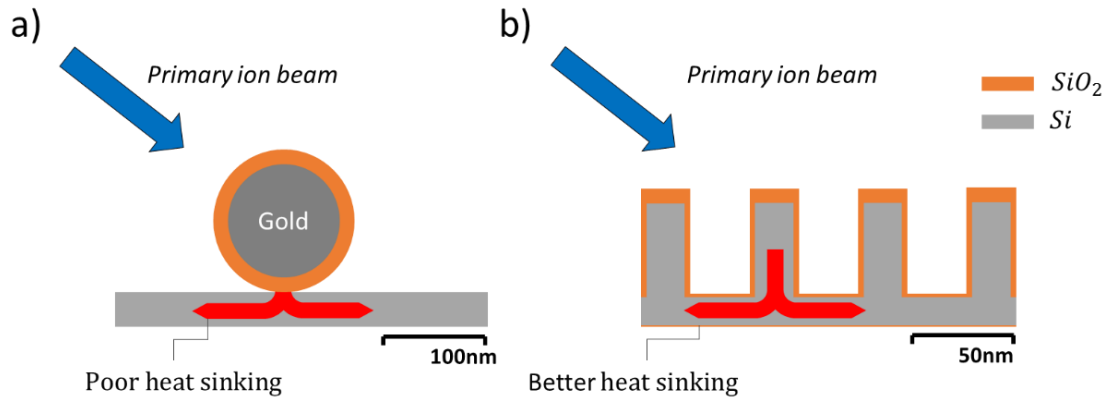 a)
Primary ion beam
Gold
100nm
Poor heat sinking
b)
Primary ion beam
SiO₂
Si
50nm
Better heat sinking